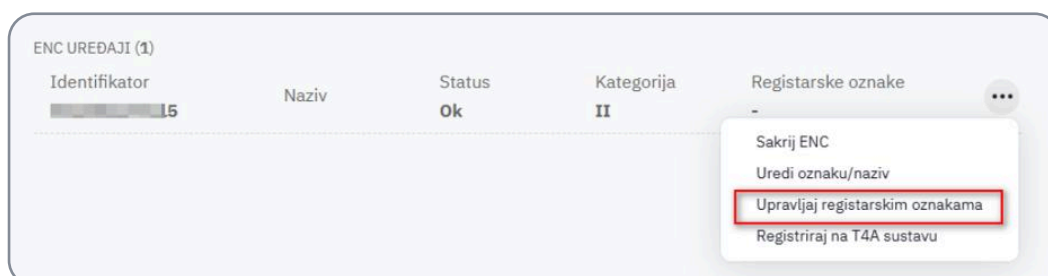 ENC UREĐAJI (1)
Identifikator Naziv Status Kategorija Registarske oznake
15 Ok II -
Sakrij ENC
Uredi oznaku/naziv
Upravljaj registarskim oznakama
Registriraj na T4A sustavu